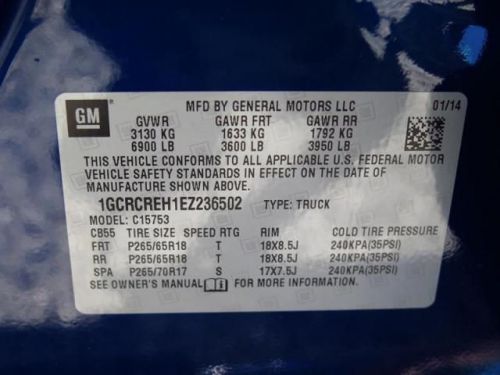 MFD BY GENERAL MOTORS LLC 01/14
GM
GVWR GAWR FRT GAWR RR
3130 KG 1633 KG 1792 KG
6900 LB 3600 LB 3950 LB
THIS VEHICLE CONFORMS TO ALL APPLICABLE U.S. FEDERAL MOTOR
VEHICLE SAFETY STANDARDS IN EFFECT ON THE DATE OF
MANUFACTURE SHOWN ABOVE.
1GCRCREH1EZ236502 TYPE: TRUCK
MODEL: C15753
CB55 TIRE SIZE SPEED RTG RIM COLD TIRE PRESSURE
FRT P265/65R18 T 18X8.5J 240KPA(35PSI)
RR P265/65R18 T 18X8.5J 240KPA(35PSI)
SPA P265/70R17 S 17X7.5J 240KPA(35PSI)
SEE OWNER'S MANUAL FOR MORE INFORMATION.